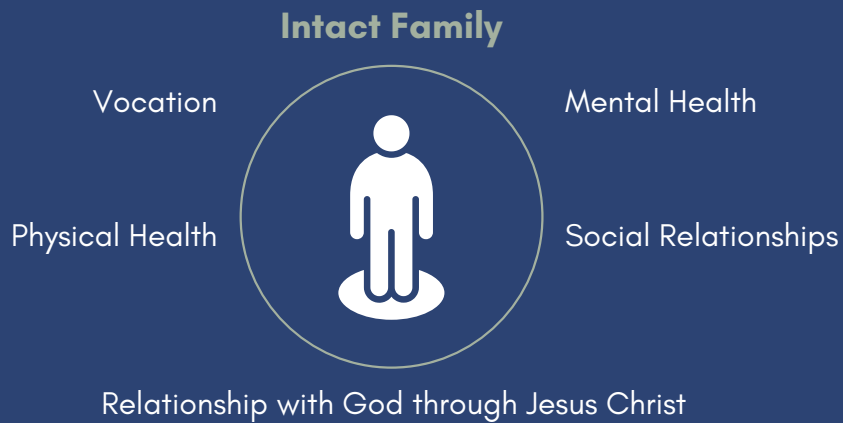 Intact Family
Vocation
Mental Health
Physical Health
Social Relationships
Relationship with God through Jesus Christ